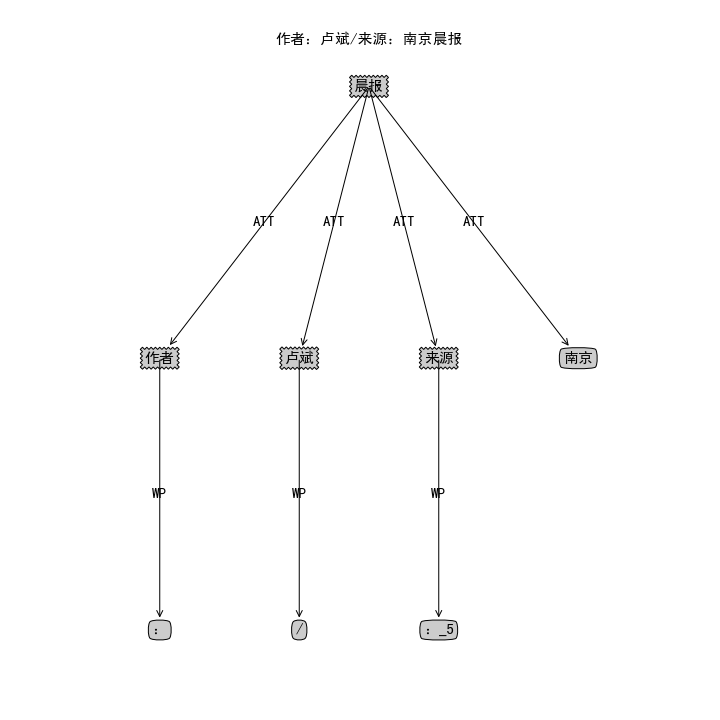 作者：卢斌/来源：南京晨报
晨报
ATT ATT ATT ATT
作者 卢斌 来源 南京
WP WP WP
： / ：_5